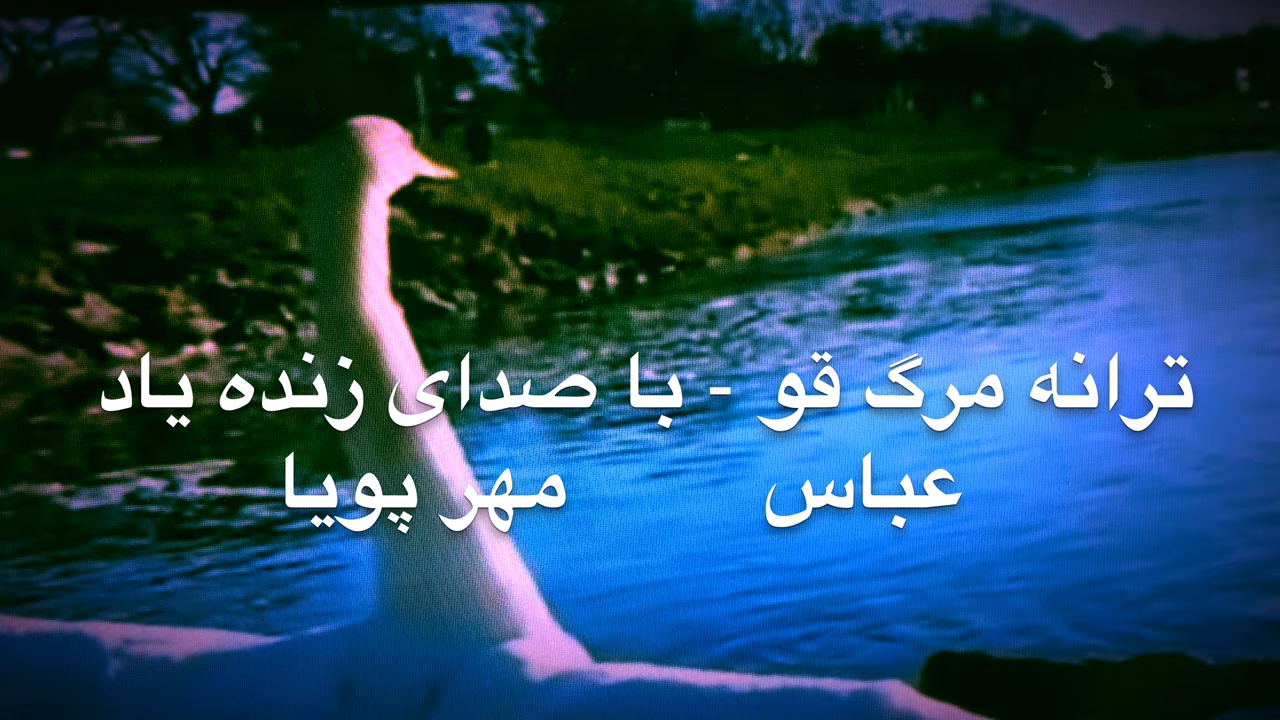 ترانه مرگ قو - با صدای زنده یاد
عباس مهر پویا